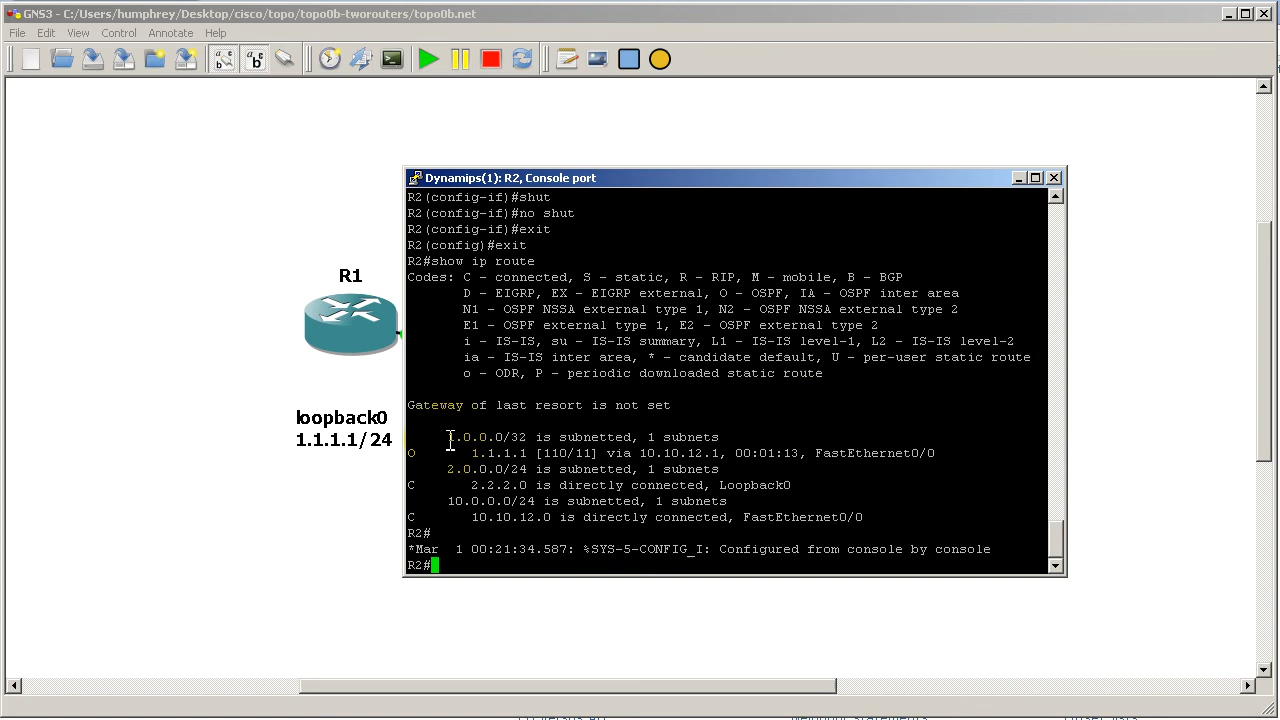 GNS3 - C:/Users/humphrey/Desktop/cisco/topo/topo0b-tworouters/topo0b.net
File Edit View Control Annotate Help
Dynamips(1): R2, Console port
R2(config-if)#shut
R2(config-if)#no shut
R2(config-if)#exit
R2(config)#exit
R2#show ip route
Codes: C - connected, S - static, R - RIP, M - mobile, B - BGP
D - EIGRP, EX - EIGRP external, O - OSPF, IA - OSPF inter area
N1 - OSPF NSSA external type 1, N2 - OSPF NSSA external type 2
E1 - OSPF external type 1, E2 - OSPF external type 2
i - IS-IS, su - IS-IS summary, L1 - IS-IS level-1, L2 - IS-IS level-2
ia - IS-IS inter area, * - candidate default, U - per-user static route
o - ODR, P - periodic downloaded static route
Gateway of last resort is not set
1.0.0.0/32 is subnetted, 1 subnets
O 1.1.1.1 [110/11] via 10.10.12.1, 00:01:13, FastEthernet0/0
2.0.0.0/24 is subnetted, 1 subnets
C 2.2.2.0 is directly connected, Loopback0
10.0.0.0/24 is subnetted, 1 subnets
C 10.10.12.0 is directly connected, FastEthernet0/0
R2#
*Mar 1 00:21:34.587: %SYS-5-CONFIG_I: Configured from console by console
R2#
R1
loopback0
1.1.1.1/24